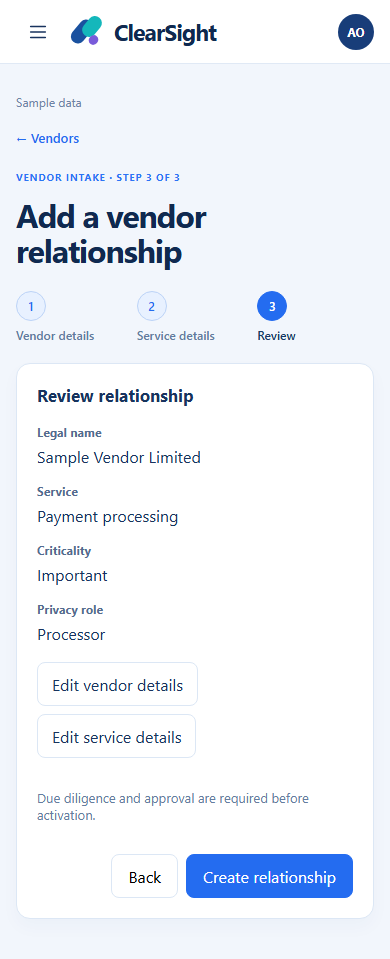 ClearSight
AO
Sample data
← Vendors
VENDOR INTAKE · STEP 3 OF 3
Add a vendor
relationship
1
2
3
Vendor details
Service details
Review
Review relationship
Legal name
Sample Vendor Limited
Service
Payment processing
Criticality
Important
Privacy role
Processor
Edit vendor details
Edit service details
Due diligence and approval are required before
activation.
Back
Create relationship